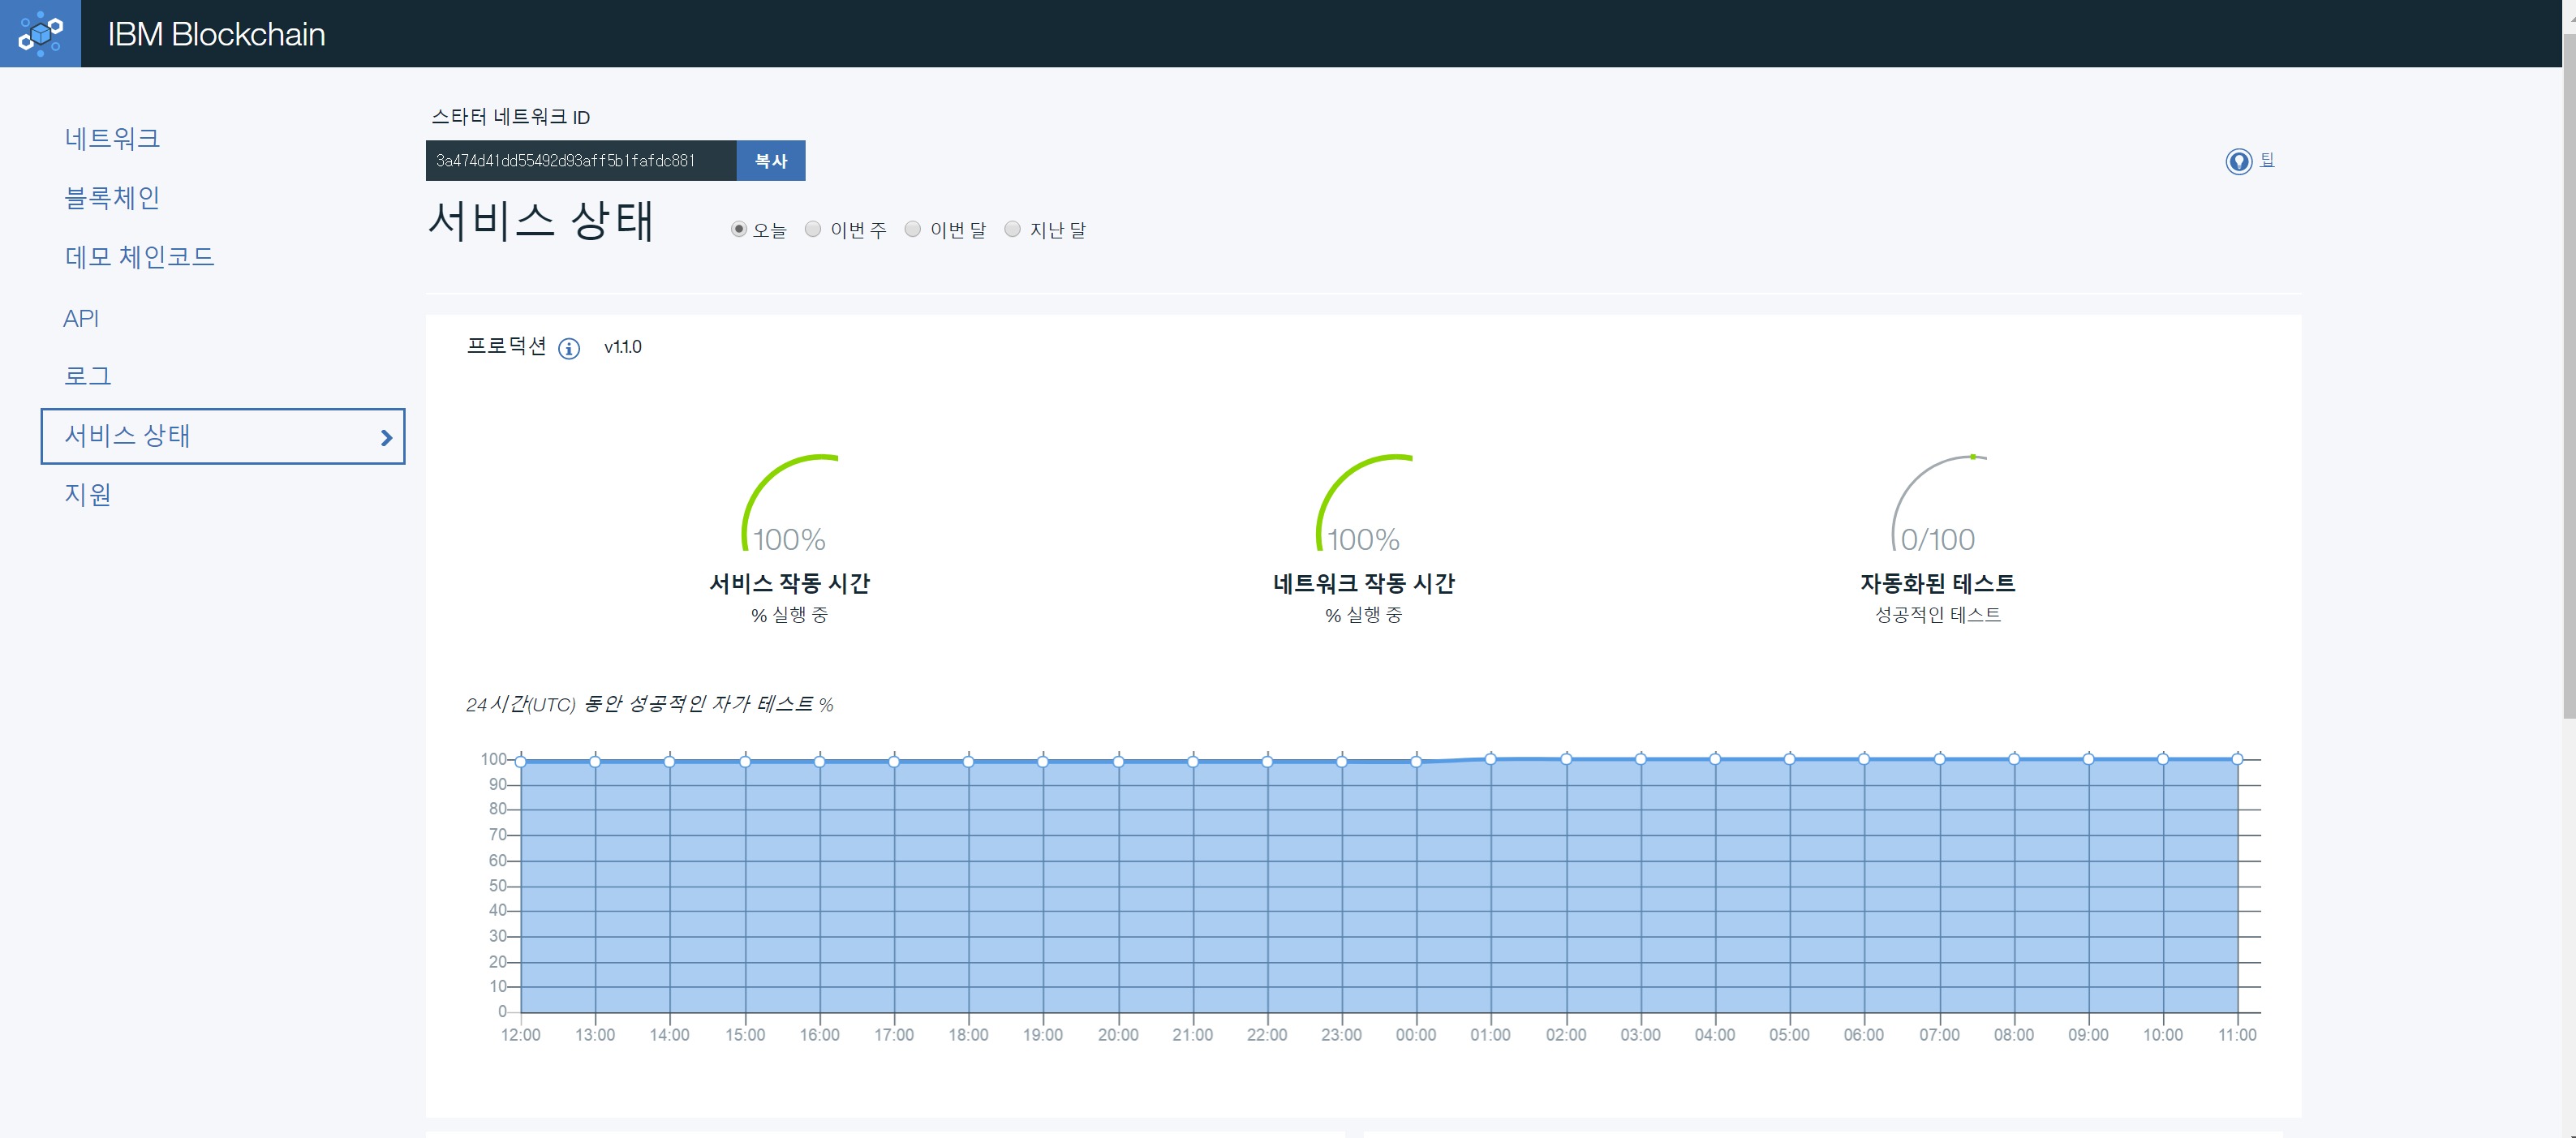 IBM Blockchain
스타터 네트워크 ID
3a474d41dd55492d93aff5b1fafdc881 복사
팁
서비스 상태
오늘 이번 주 이번 달 지난 달
네트워크
블록체인
데모 체인코드
API
로그
서비스 상태
지원
프로덕션 v1.1.0
100% 100% 0/100
서비스 작동 시간 네트워크 작동 시간 자동화된 테스트
% 실행 중 % 실행 중 성공적인 테스트
24시간(UTC) 동안 성공적인 자가 테스트 %
100
90
80
70
60
50
40
30
20
10
0
12:00 13:00 14:00 15:00 16:00 17:00 18:00 19:00 20:00 21:00 22:00 23:00 00:00 01:00 02:00 03:00 04:00 05:00 06:00 07:00 08:00 09:00 10:00 11:00